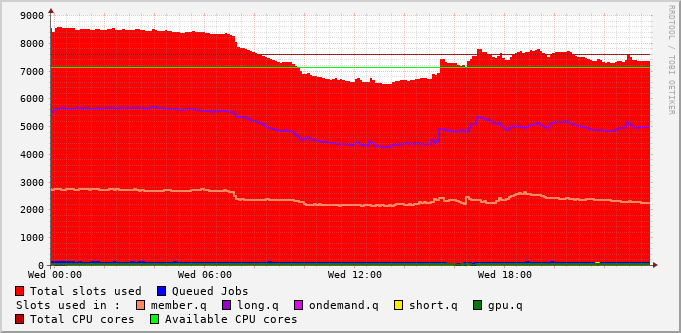 9000
8000
7000
6000
5000
4000
3000
2000
1000
0
Wed 00:00 Wed 06:00 Wed 12:00 Wed 18:00
Total slots used Queued Jobs
Slots used in : member.q long.q ondemand.q short.q gpu.q
Total CPU cores Available CPU cores
RRDTOOL / TOBI OETIKER